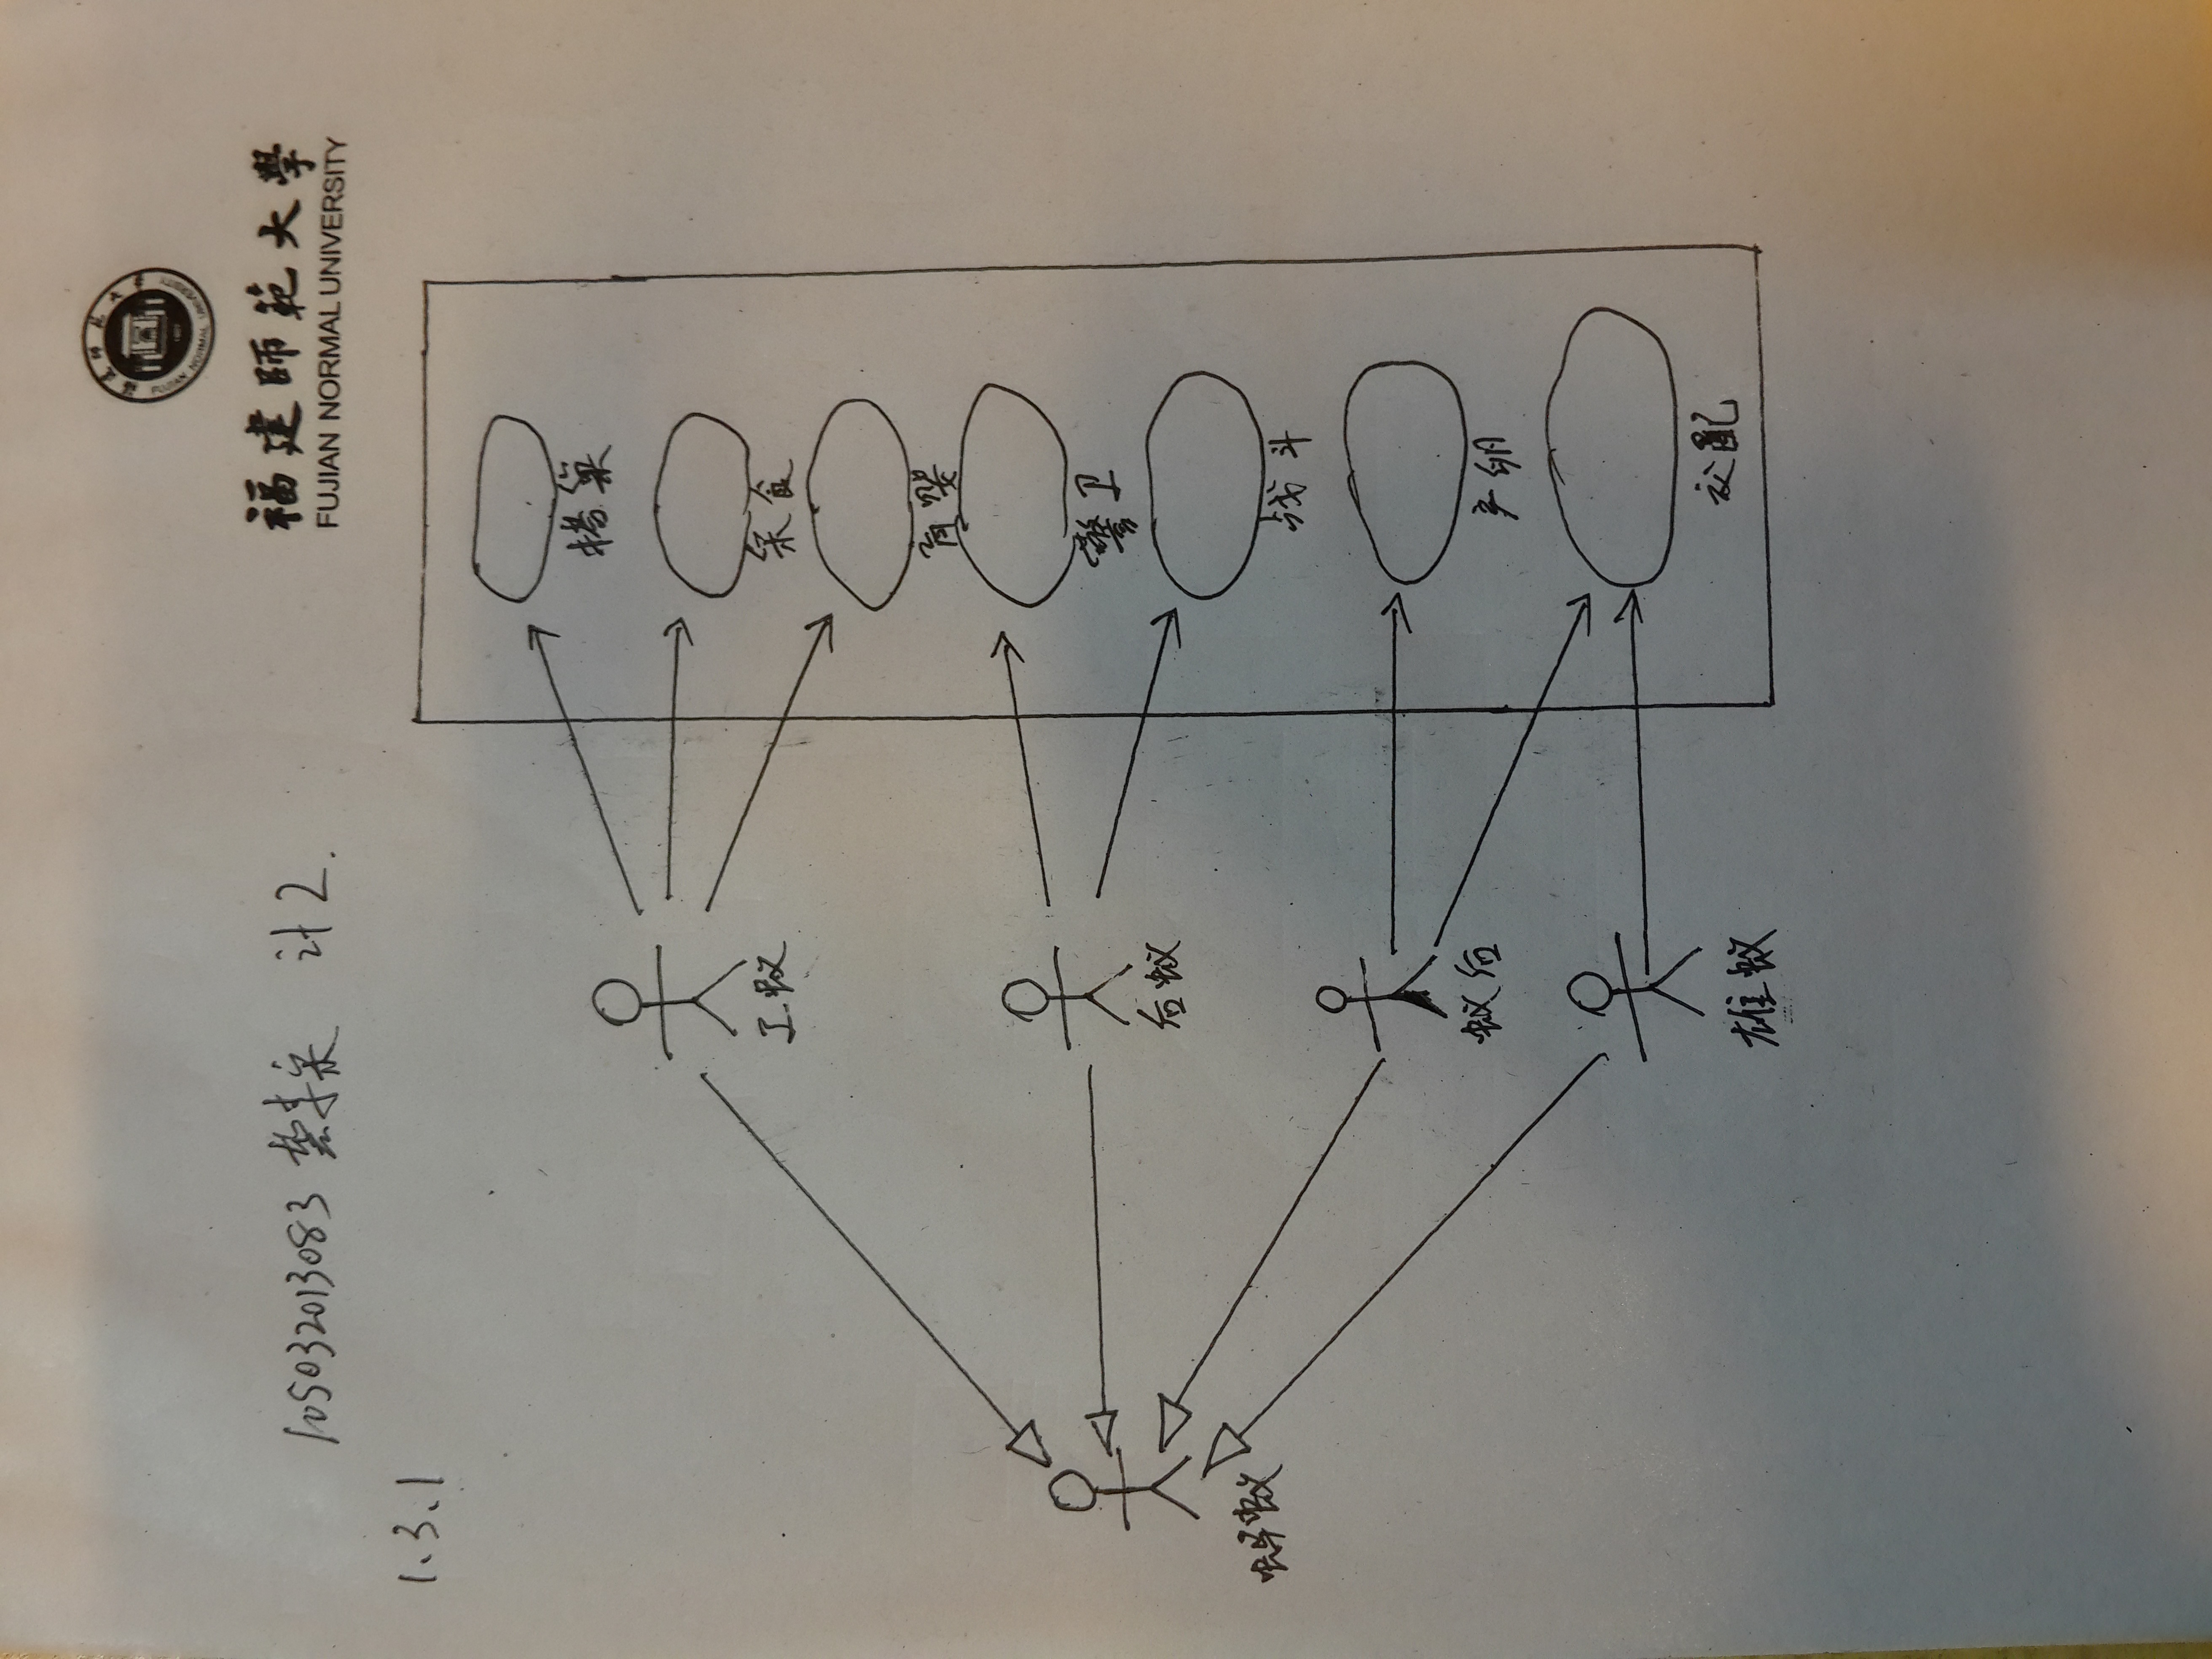 福建師範大學
FUJIAN NORMAL UNIVERSITY
105032013083 计2.
1.3.1
搭巢
采食
育婴
警卫
战斗
产卵
交配
工蚁
后蚁
蚁后
雄蚁
蚂蚁